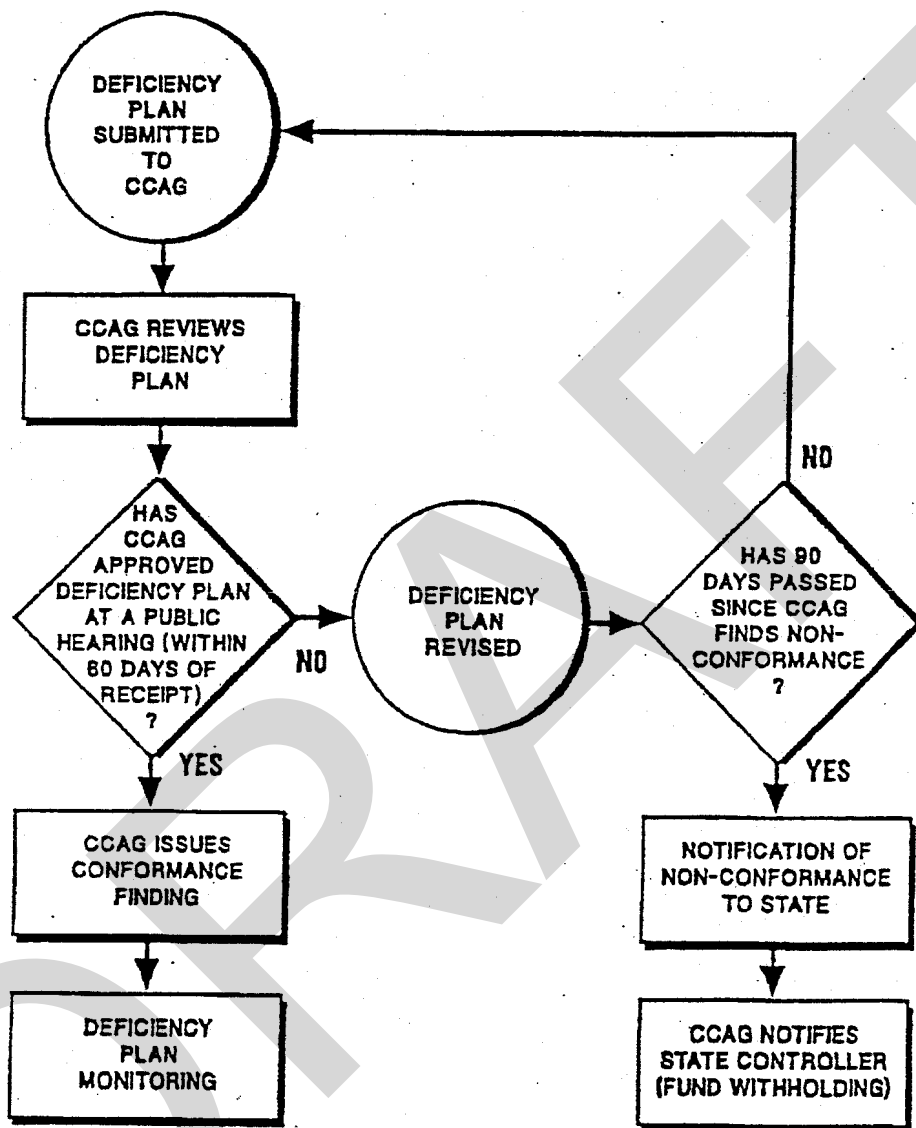 DEFICIENCY
PLAN
SUBMITTED
TO
CCAG
CCAG REVIEWS
DEFICIENCY
PLAN
HAS
CCAG
APPROVED
DEFICIENCY PLAN
AT A PUBLIC
HEARING (WITHIN
60 DAYS OF
RECEIPT)
?
NO
DEFICIENCY
PLAN
REVISED
HAS 90
DAYS PASSED
SINCE CCAG
FINDS NON-
CONFORMANCE
?
NO
YES
CCAG ISSUES
CONFORMANCE
FINDING
DEFICIENCY
PLAN
MONITORING
YES
NOTIFICATION OF
NON-CONFORMANCE
TO STATE
CCAG NOTIFIES
STATE CONTROLLER
(FUND WITHHOLDING)
DRAFT